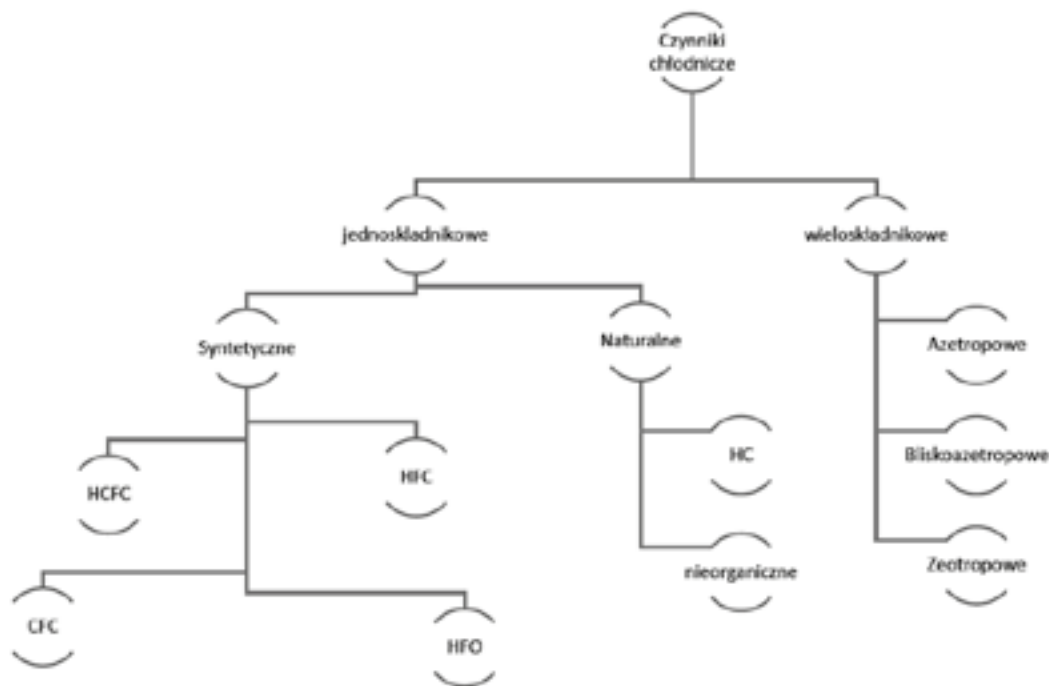 Czynniki
chłodnicze
jednoskładnikowe
wieloskładnikowe
Syntetyczne
Naturalne
Azetropowe
HCFC
HFC
HC
Bliskoazetropowe
CFC
HFO
nieorganiczne
Zeotropowe